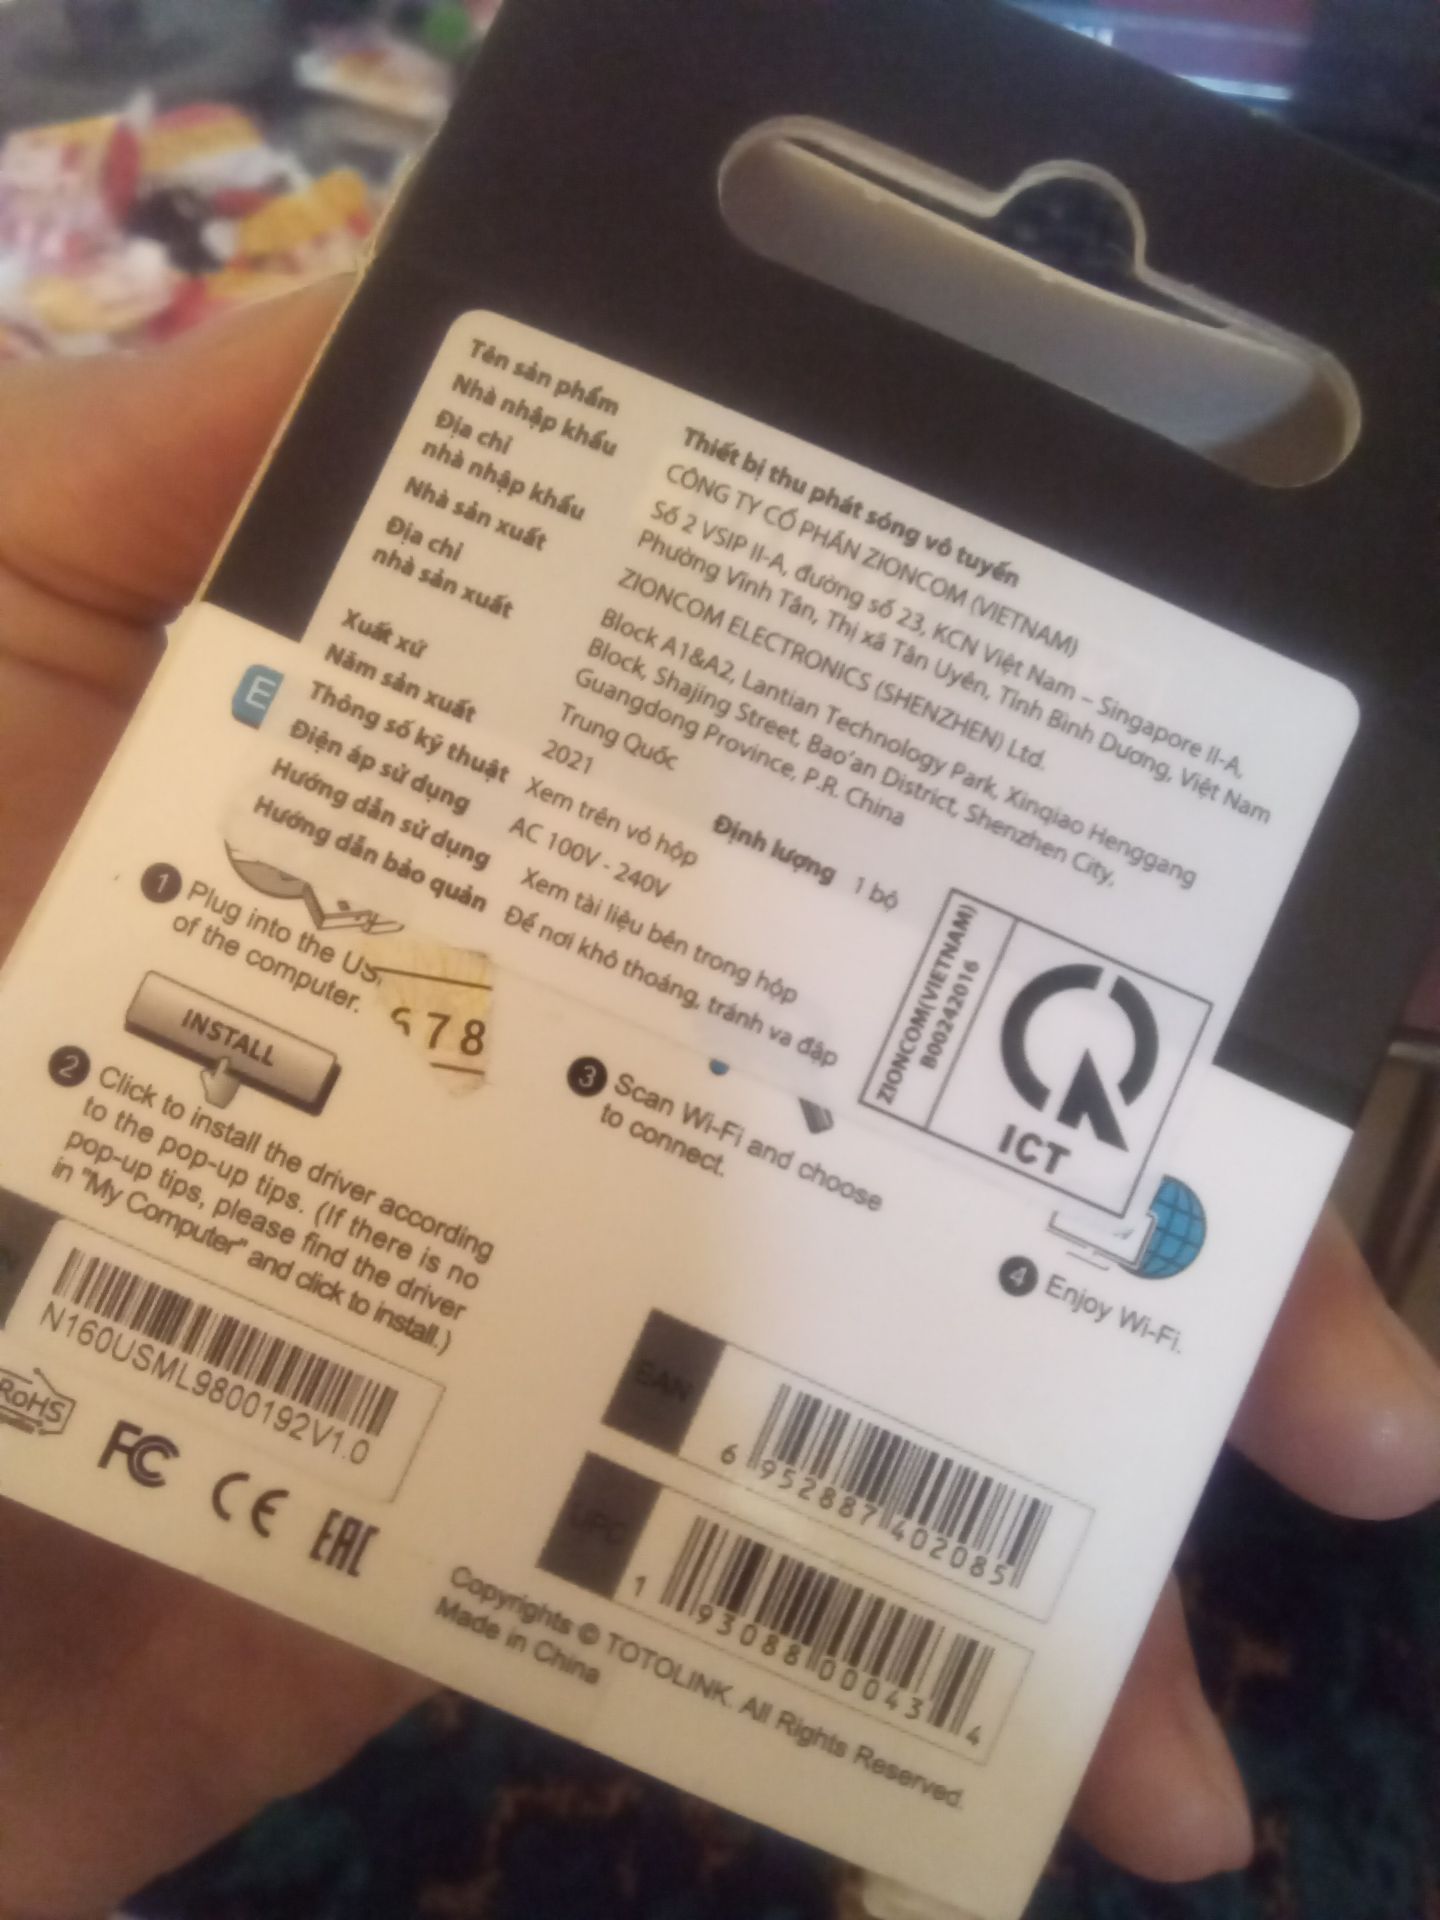 Tên sản phẩm Thiết bị thu phát sóng vô tuyến
Nhà nhập khẩu CÔNG TY CỔ PHẦN ZIONCOM (VIETNAM)
Địa chỉ
nhà nhập khẩu
Số 2 VSIP II-A, đường số 23, KCN Việt Nam – Singapore II-A,
Phường Vĩnh Tân, Thị xã Tân Uyên, Tỉnh Bình Dương, Việt Nam
Nhà sản xuất ZIONCOM ELECTRONICS (SHENZHEN) Ltd.
Địa chỉ
nhà sản xuất
Block A1&A2, Lantian Technology Park, Xinqiao Henggang
Block, Shajing Street, Bao'an District, Shenzhen City,
Guangdong Province, P.R. China
Xuất xứ Trung Quốc
Năm sản xuất 2021
Thông số kỹ thuật Xem trên vỏ hộp Định lượng 1 bộ
Điện áp sử dụng AC 100V - 240V
Hướng dẫn sử dụng Xem tài liệu bên trong hộp
Hướng dẫn bảo quản Để nơi khô thoáng, tránh va đập
ZIONCOM(VIETNAM)
B002422016
ICT
E
1 Plug into the US
of the computer.
678
INSTALL
2 Click to install the driver according
to the pop-up tips. (If there is no
pop-up tips, please find the driver
in "My Computer" and click to install.)
3 Scan Wi-Fi and choose
to connect.
4 Enjoy Wi-Fi.
N160USML9800192V1.0
RoHS
FC CE EAC
EAN
6 952887 402085
UPC
1 93088 00043 4
Copyrights © TOTOLINK. All Rights Reserved.
Made in China